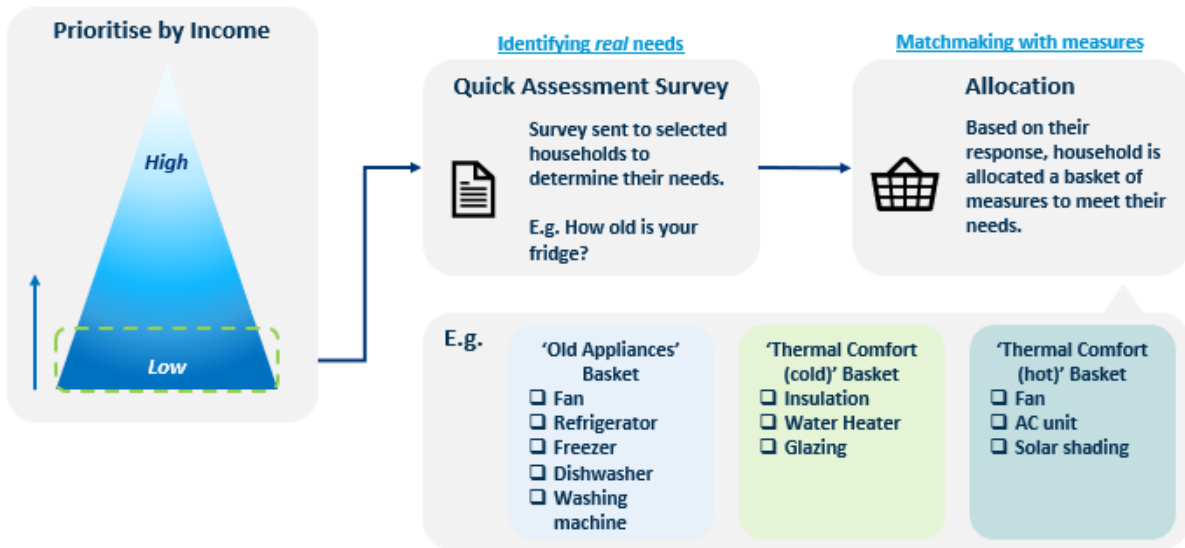 Prioritise by Income
High
Low
Identifying real needs
Quick Assessment Survey
Survey sent to selected
households to
determine their needs.
E.g. How old is your
fridge?
Matchmaking with measures
Allocation
Based on their
response, household is
allocated a basket of
measures to meet their
needs.
E.g.
‘Old Appliances’
Basket
❑ Fan
❑ Refrigerator
❑ Freezer
❑ Dishwasher
❑ Washing
machine
‘Thermal Comfort
(cold)’ Basket
❑ Insulation
❑ Water Heater
❑ Glazing
‘Thermal Comfort
(hot)’ Basket
❑ Fan
❑ AC unit
❑ Solar shading